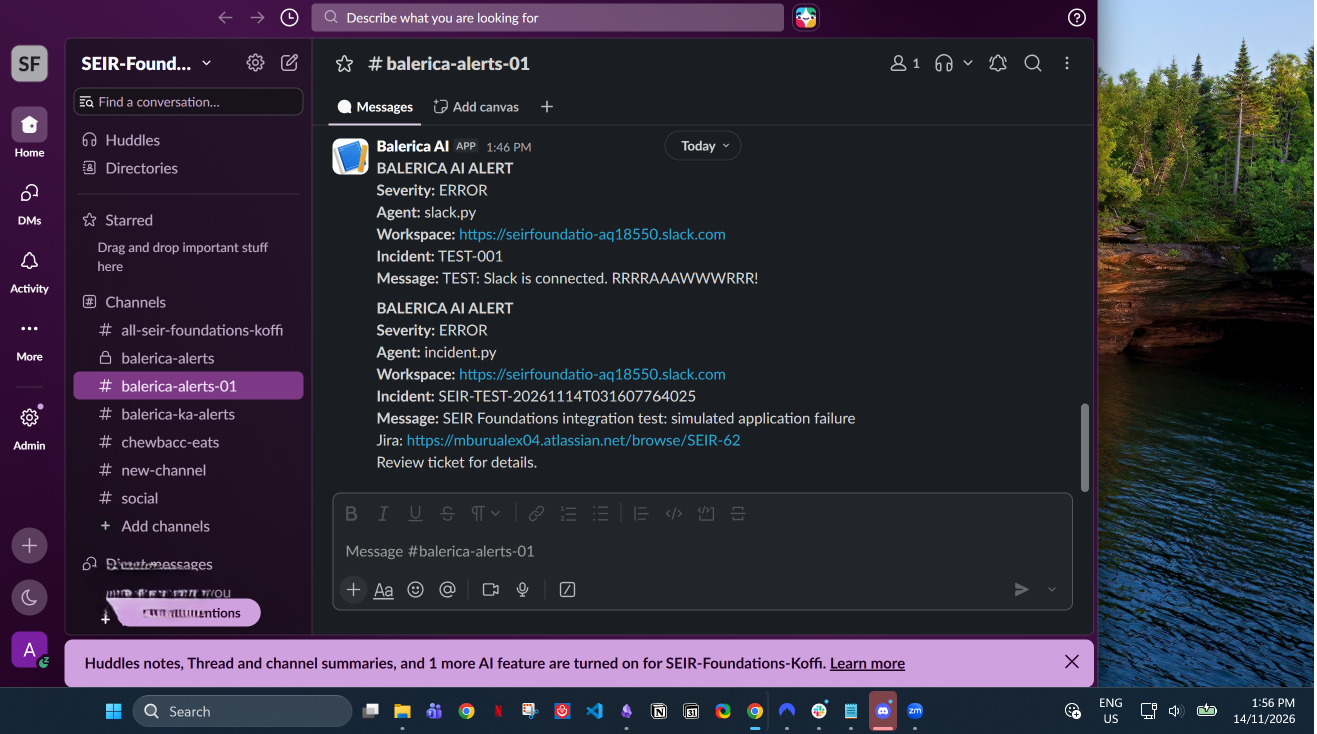 Describe what you are looking for
SF
SEIR-Found...
# balerica-alerts-01
1
Find a conversation...
Messages
Add canvas
Home
Huddles
Directories
DMs
Starred
Drag and drop important stuff
here
Activity
Channels
all-seir-foundations-koffi
More
balerica-alerts
balerica-alerts-01
balerica-ka-alerts
Admin
chewbacc-eats
new-channel
social
Add channels
messages
A
Today
Balerica AI APP 1:46 PM
BALERICA AI ALERT
Severity: ERROR
Agent: slack.py
Workspace: https://seirfoundatio-aq18550.slack.com
Incident: TEST-001
Message: TEST: Slack is connected. RRRRAAAWWWRRR!
BALERICA AI ALERT
Severity: ERROR
Agent: incident.py
Workspace: https://seirfoundatio-aq18550.slack.com
Incident: SEIR-TEST-20261114T031607764025
Message: SEIR Foundations integration test: simulated application failure
Jira: https://mburualex04.atlassian.net/browse/SEIR-62
Review ticket for details.
Message #balerica-alerts-01
Aa
Huddles notes, Thread and channel summaries, and 1 more AI feature are turned on for SEIR-Foundations-Koffi. Learn more
Search
31
zm
ENG
US
1:56 PM
14/11/2026